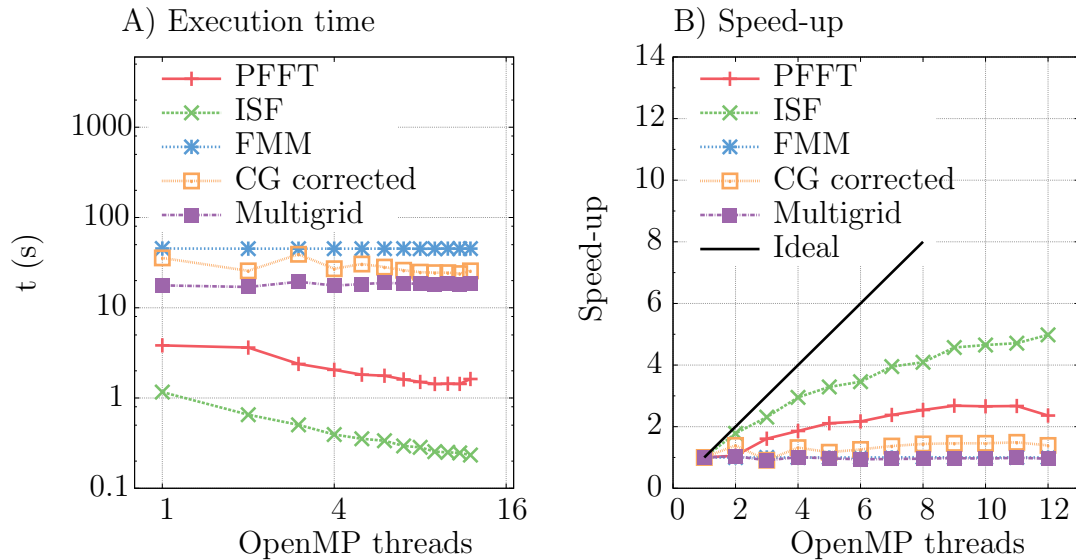 A) Execution time
PFFT
ISF
FMM
CG corrected
Multigrid
1000
100
10
1
0.1
t (s)
1
4
16
OpenMP threads
B) Speed-up
PFFT
ISF
FMM
CG corrected
Multigrid
Ideal
14
12
10
8
6
4
2
0
Speed-up
0
2
4
6
8
10
12
OpenMP threads